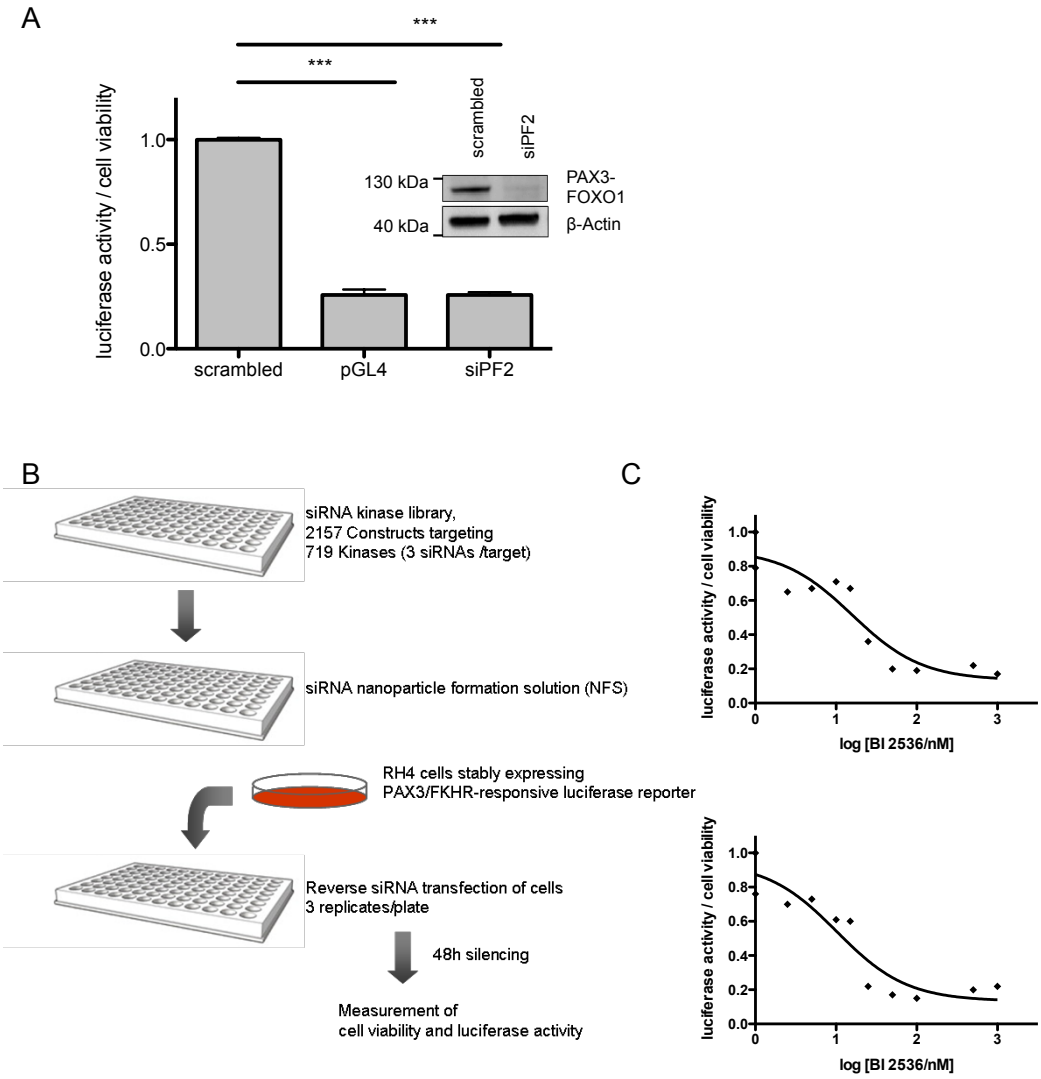 A
***
***
luciferase activity / cell viability
1.0
0.5
0.0
scrambled
pGL4
siPF2
scrambled
siPF2
130 kDa
40 kDa
PAX3-
FOXO1
β-Actin
B
siRNA kinase library,
2157 Constructs targeting
719 Kinases (3 siRNAs /target)
siRNA nanoparticle formation solution (NFS)
RH4 cells stably expressing
PAX3/FKHR-responsive luciferase reporter
Reverse siRNA transfection of cells
3 replicates/plate
48h silencing
Measurement of
cell viability and luciferase activity
C
luciferase activity / cell viability
1.0
0.8
0.6
0.4
0.2
0.0
0 1 2 3
log [BI 2536/nM]
luciferase activity / cell viability
1.0
0.8
0.6
0.4
0.2
0.0
0 1 2 3
log [BI 2536/nM]